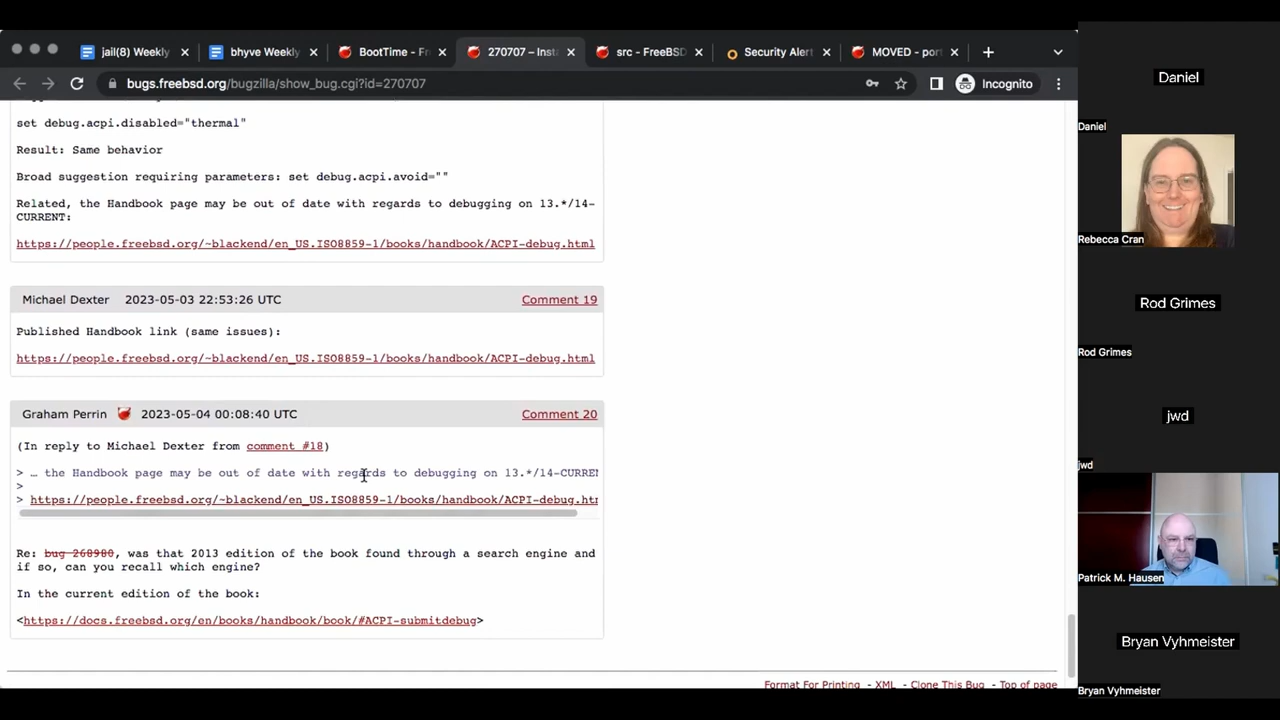 jail(8) Weekly
bhyve Weekly
BootTime - Fr
270707 – Insta
src - FreeBSD
Security Alert
MOVED - port
bugs.freebsd.org/bugzilla/show_bug.cgi?id=270707
Incognito
set debug.acpi.disabled="thermal"
Result: Same behavior
Broad suggestion requiring parameters: set debug.acpi.avoid=""
Related, the Handbook page may be out of date with regards to debugging on 13.*/14-
CURRENT:
https://people.freebsd.org/~blackend/en_US.ISO8859-1/books/handbook/ACPI-debug.html
Michael Dexter 2023-05-03 22:53:26 UTC
Comment 19
Published Handbook link (same issues):
https://people.freebsd.org/~blackend/en_US.ISO8859-1/books/handbook/ACPI-debug.html
Graham Perrin 2023-05-04 00:08:40 UTC
Comment 20
(In reply to Michael Dexter from comment #18)
> … the Handbook page may be out of date with regards to debugging on 13.*/14-CURREN
>
> https://people.freebsd.org/~blackend/en_US.ISO8859-1/books/handbook/ACPI-debug.htm
Re: bug 268980, was that 2013 edition of the book found through a search engine and
if so, can you recall which engine?
In the current edition of the book:
<https://docs.freebsd.org/en/books/handbook/book/#ACPI-submitdebug>
Format For Printing - XML - Clone This Bug - Top of page
Daniel
Daniel
Rebecca Cran
Rod Grimes
Rod Grimes
jwd
jwd
Patrick M. Hausen
Bryan Vyhmeister
Bryan Vyhmeister